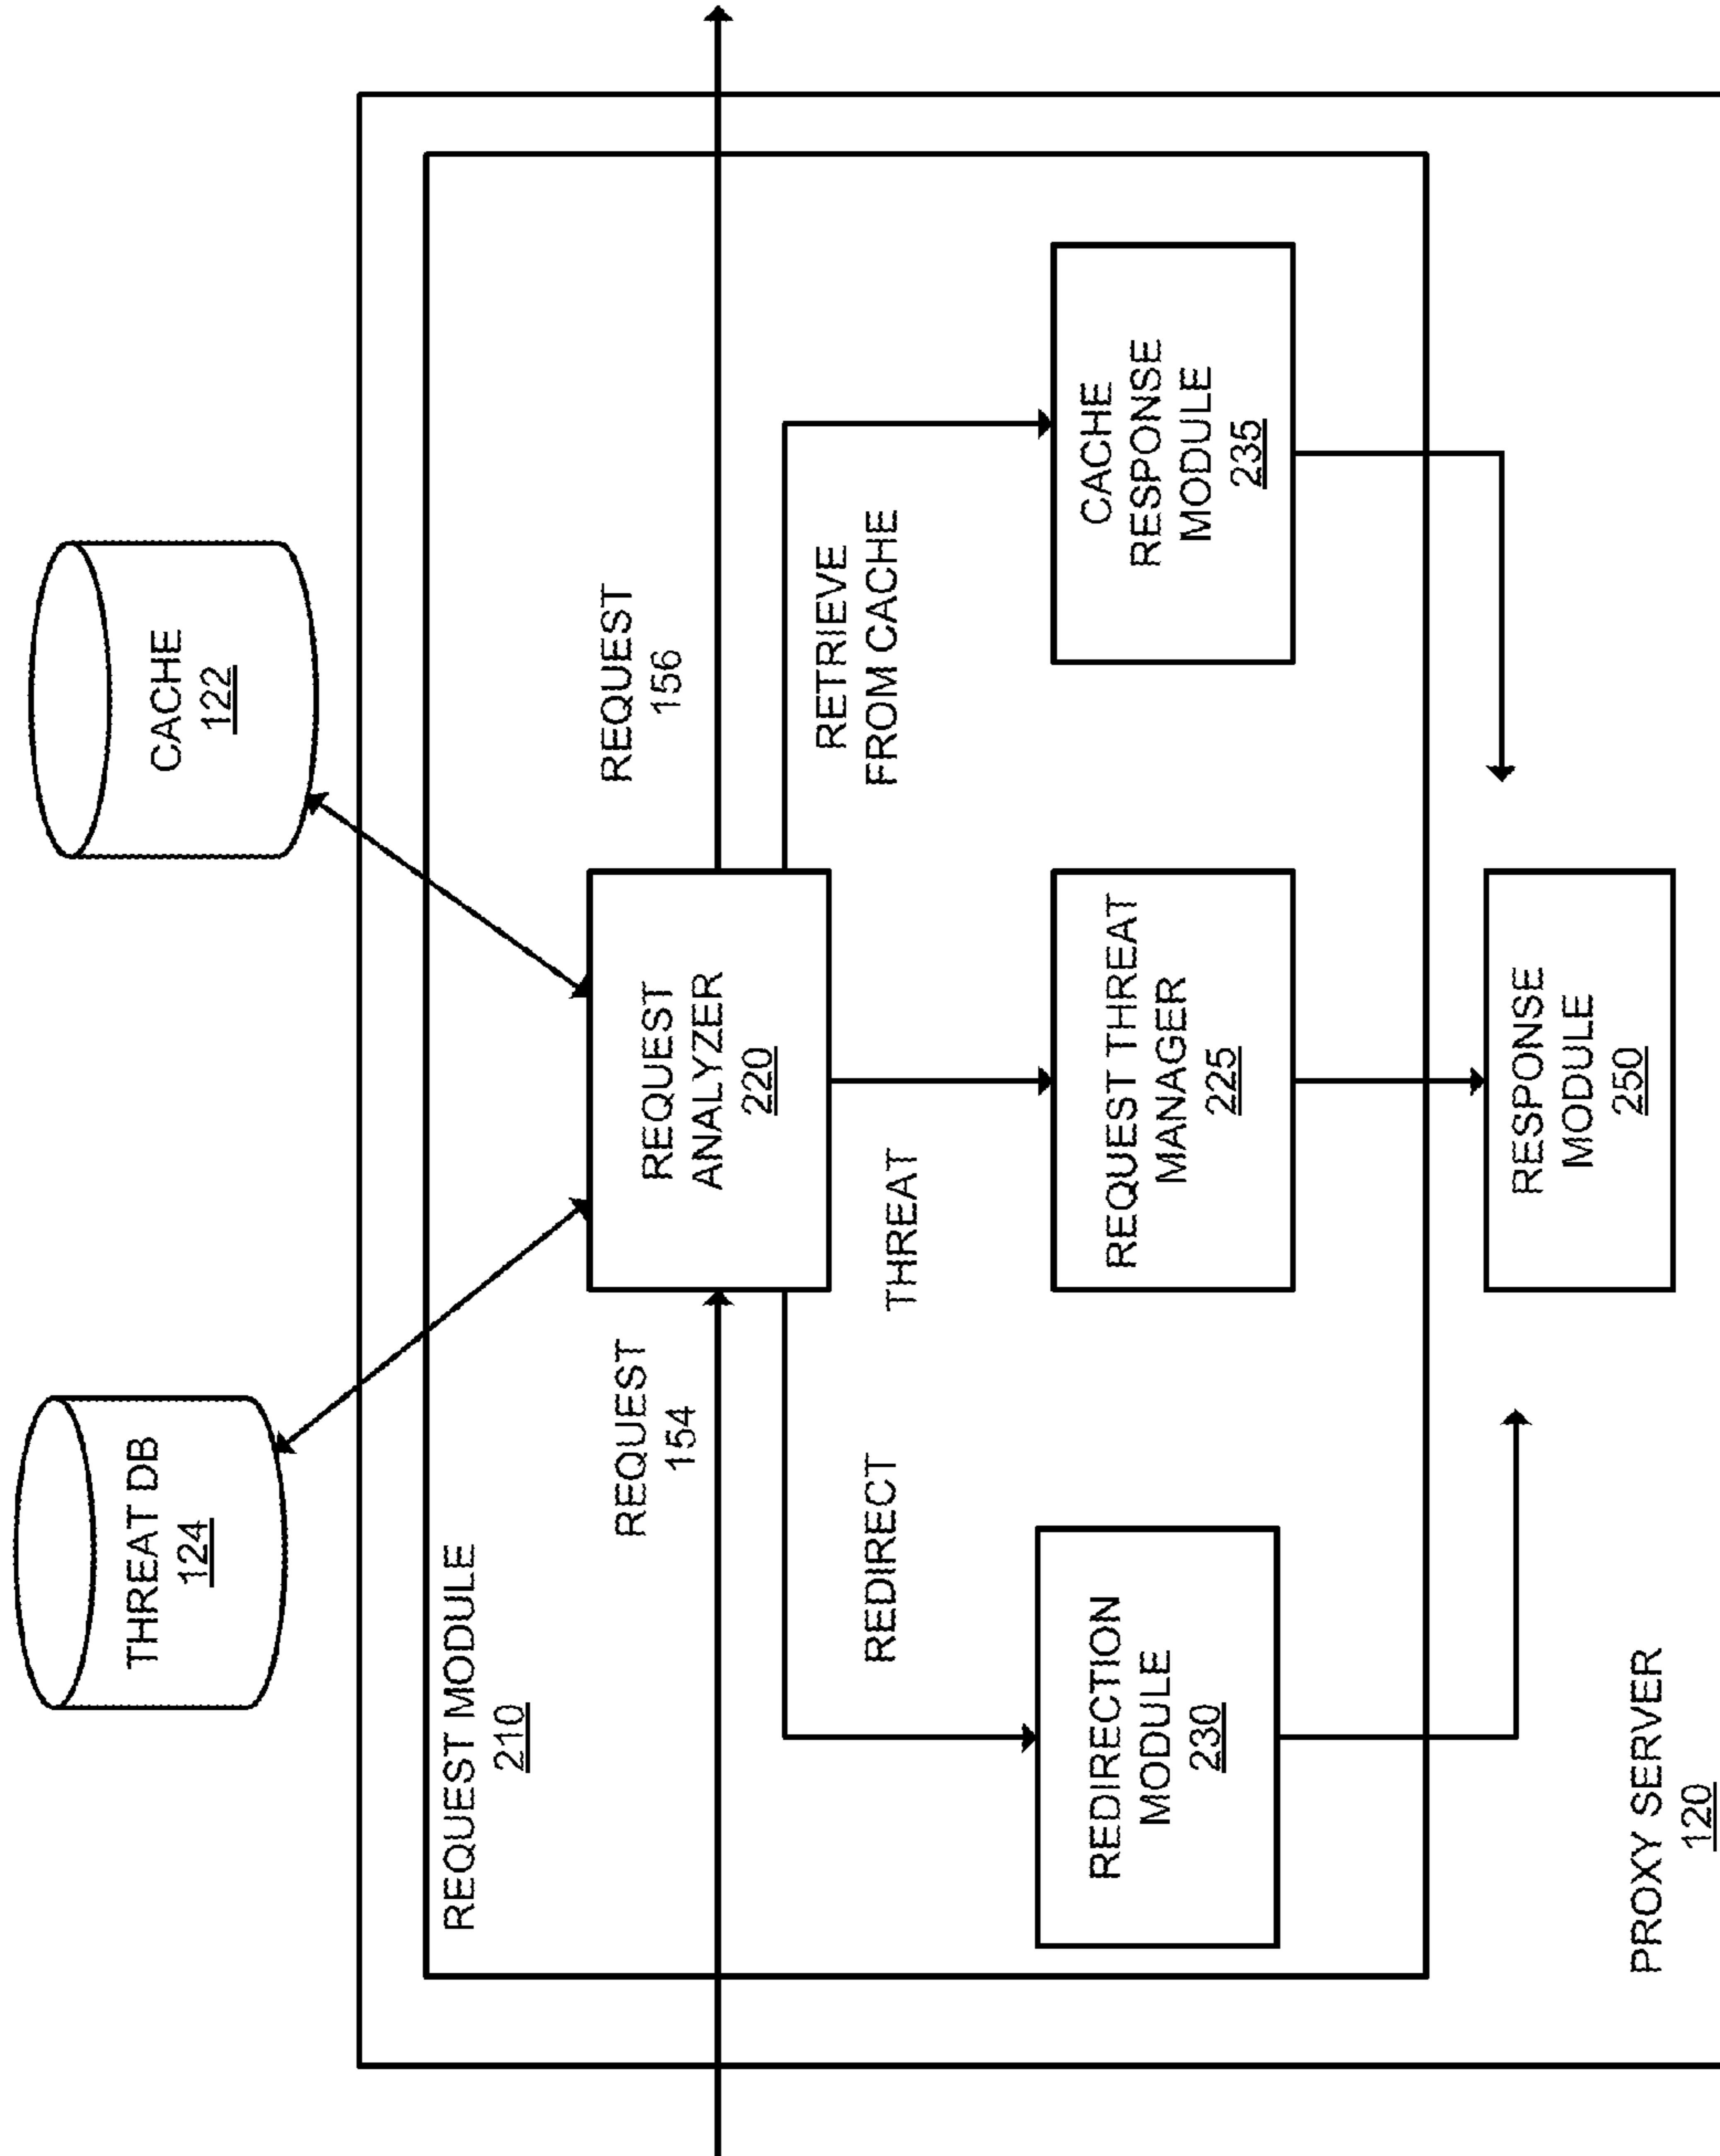 THREAT DB
124
CACHE
122
REQUEST MODULE
210
REQUEST
154
REQUEST
156
REQUEST
ANALYZER
220
REDIRECT
THREAT
RETRIEVE
FROM CACHE
REDIRECTION
MODULE
230
REQUEST THREAT
MANAGER
225
CACHE
RESPONSE
MODULE
235
RESPONSE
MODULE
250
PROXY SERVER
120